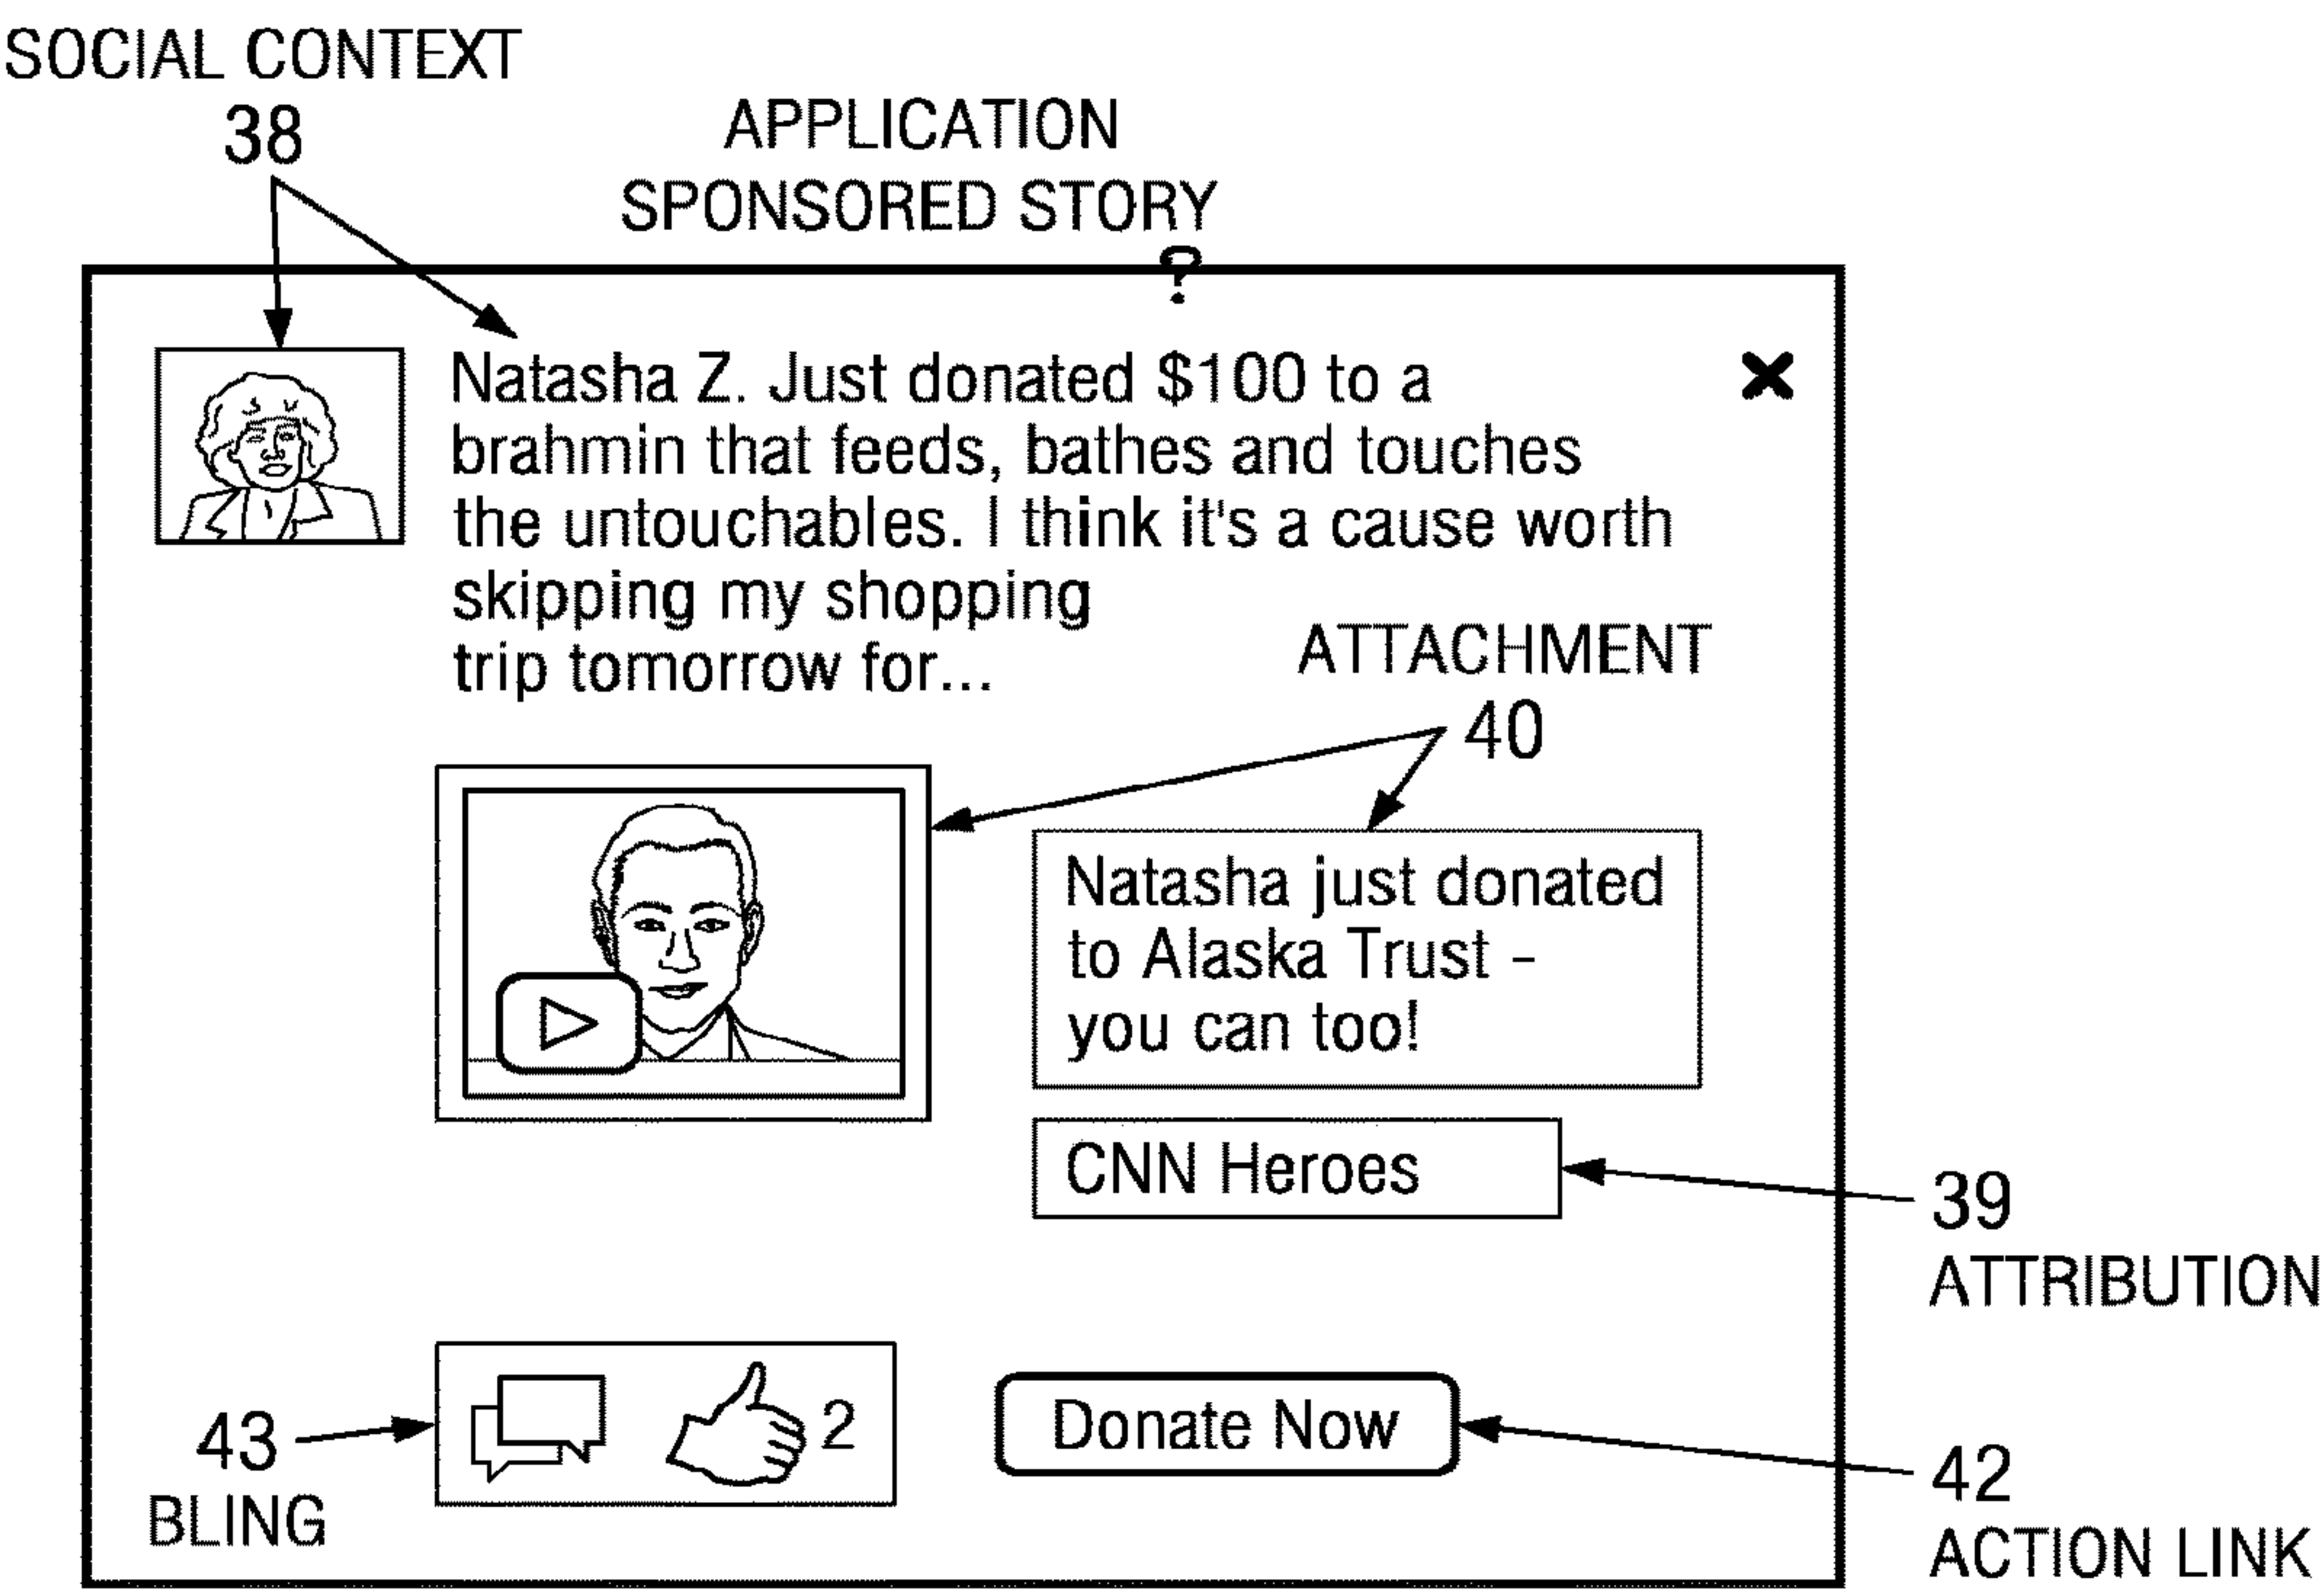 SOCIAL CONTEXT
38
APPLICATION
SPONSORED STORY
?
Natasha Z. Just donated $100 to a
brahmin that feeds, bathes and touches
the untouchables. I think it's a cause worth
skipping my shopping
trip tomorrow for...
ATTACHMENT
40
Natasha just donated
to Alaska Trust -
you can too!
CNN Heroes
39
ATTRIBUTION
2
Donate Now
43
BLING
42
ACTION LINK